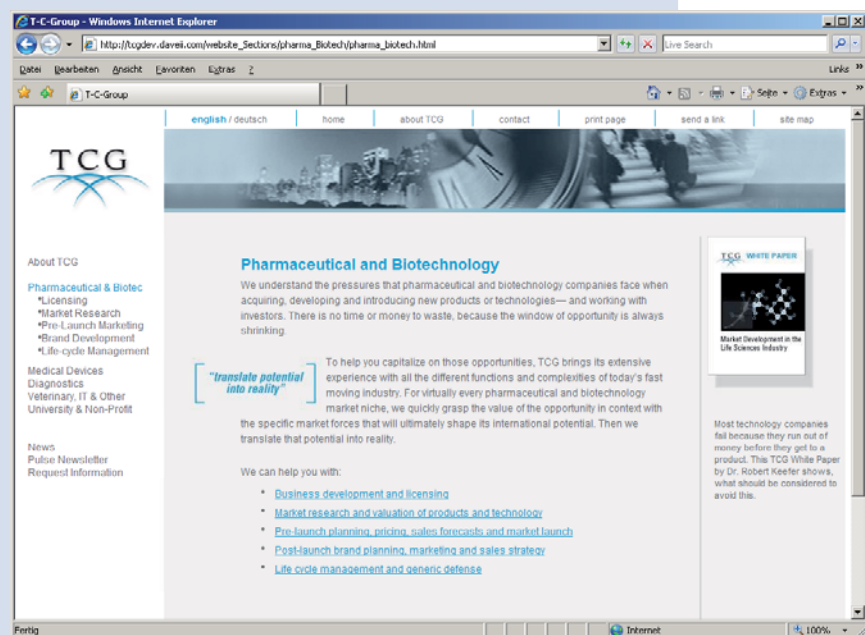 T-C-Group - Windows Internet Explorer
http://tcgdev.daveii.com/website_Sections/pharma_Biotech/pharma_biotech.html
Live Search
Datei Bearbeiten Ansicht Favoriten Extras ?
Links »
T-C-Group
Seite Extras »
english / deutsch home about TCG contact print page send a link site map
TCG
About TCG
Pharmaceutical & Biotec
•Licensing
•Market Research
•Pre-Launch Marketing
•Brand Development
•Life-cycle Management
Medical Devices
Diagnostics
Veterinary, IT & Other
University & Non-Profit
News
Pulse Newsletter
Request Information
Pharmaceutical and Biotechnology
We understand the pressures that pharmaceutical and biotechnology companies face when
acquiring, developing and introducing new products or technologies— and working with
investors. There is no time or money to waste, because the window of opportunity is always
shrinking.
"translate potential
into reality"
To help you capitalize on those opportunities, TCG brings its extensive
experience with all the different functions and complexities of today's fast
moving industry. For virtually every pharmaceutical and biotechnology
market niche, we quickly grasp the value of the opportunity in context with
the specific market forces that will ultimately shape its international potential. Then we
translate that potential into reality.
We can help you with:
• Business development and licensing
• Market research and valuation of products and technology
• Pre-launch planning, pricing, sales forecasts and market launch
• Post-launch brand planning, marketing and sales strategy
• Life cycle management and generic defense
TCG WHITE PAPER
Market Development in the
Life Sciences Industry
Most technology companies
fail because they run out of
money before they get to a
product. This TCG White Paper
by Dr. Robert Keefer shows,
what should be considered to
avoid this.
Fertig
Internet
100%